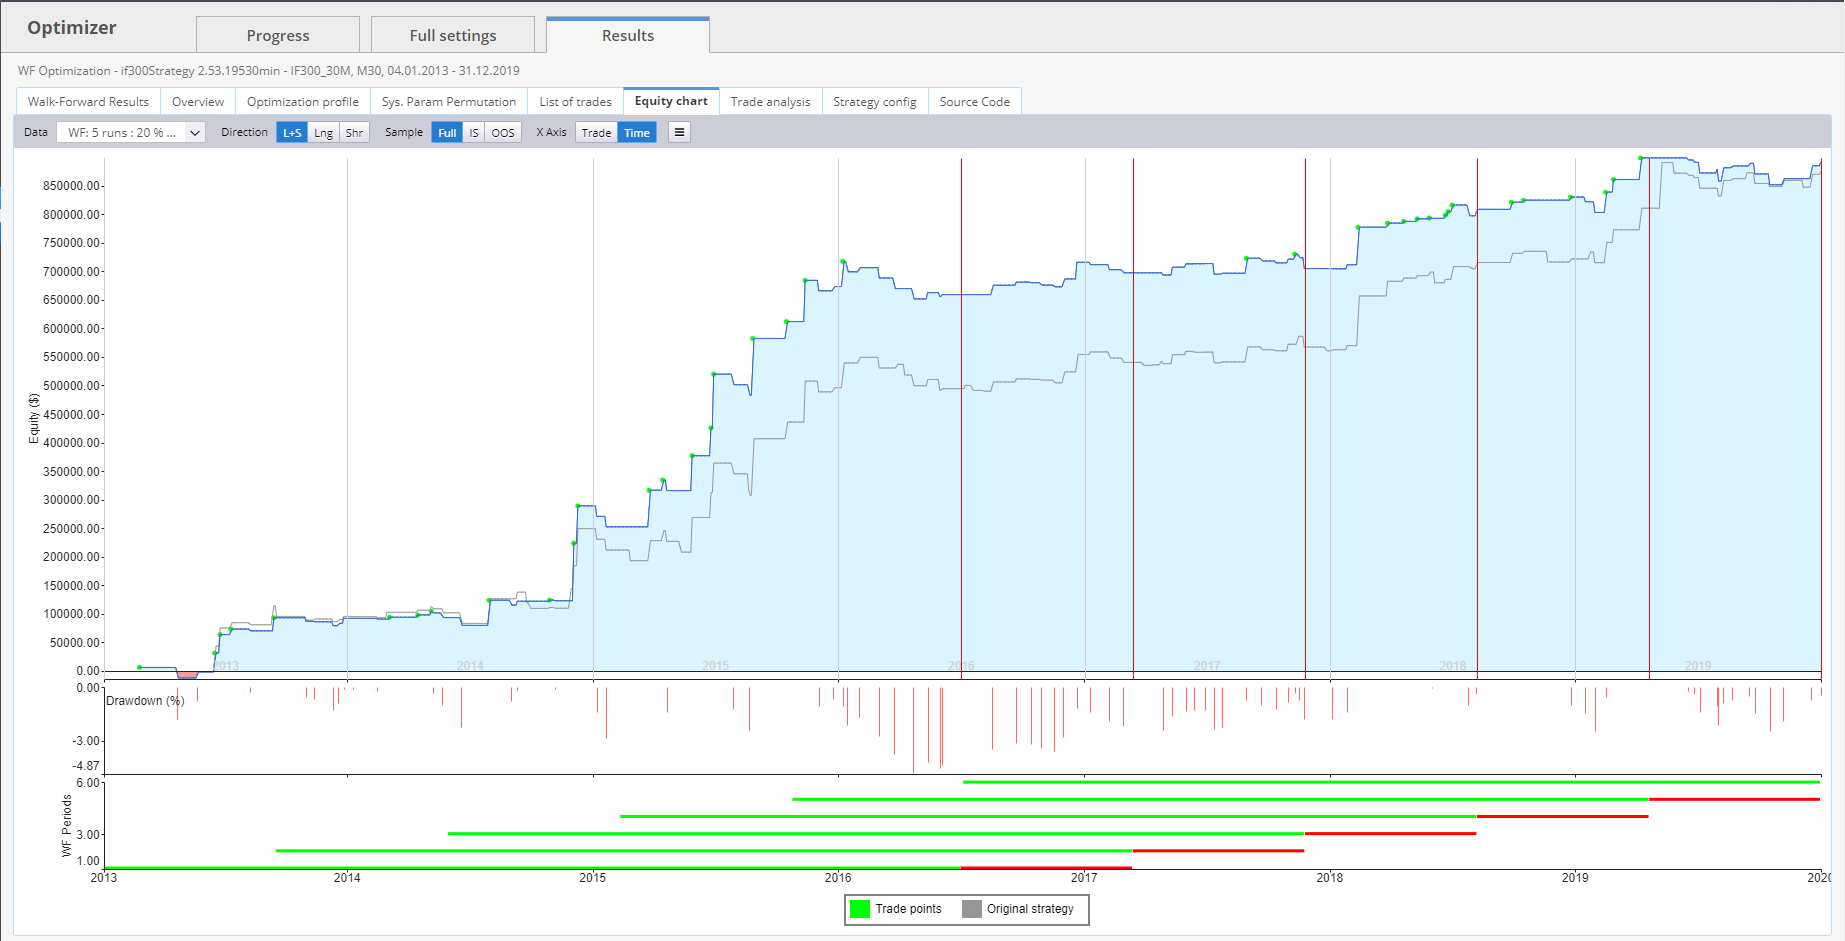 Optimizer
Progress
Full settings
Results
WF Optimization - if300Strategy 2.53.19530min - IF300_30M, M30, 04.01.2013 - 31.12.2019
Walk-Forward Results
Overview
Optimization profile
Sys. Param Permutation
List of trades
Equity chart
Trade analysis
Strategy config
Source Code
Data
WF: 5 runs : 20 % ...
Direction
L+S
Lng
Shr
Sample
Full
IS
OOS
X Axis
Trade
Time
850000.00
800000.00
750000.00
700000.00
650000.00
600000.00
550000.00
500000.00
450000.00
400000.00
350000.00
300000.00
250000.00
200000.00
150000.00
100000.00
50000.00
0.00
Equity ($)
2013
2014
2015
2016
2017
2018
2019
0.00
Drawdown (%)
-3.00
-4.87
6.00
3.00
1.00
WF Periods
2013
2014
2015
2016
2017
2018
2019
202
Trade points
Original strategy